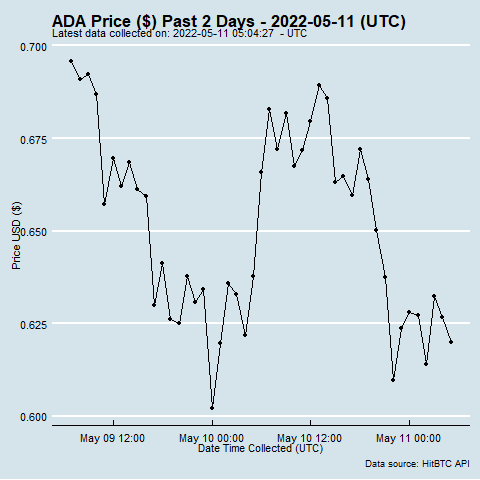 ADA Price ($) Past 2 Days - 2022-05-11 (UTC)
Latest data collected on: 2022-05-11 05:04:27  - UTC
0.700
0.675
0.650
0.625
0.600
Price USD ($)
May 09 12:00 May 10 00:00 May 10 12:00 May 11 00:00
Date Time Collected (UTC)
Data source: HitBTC API